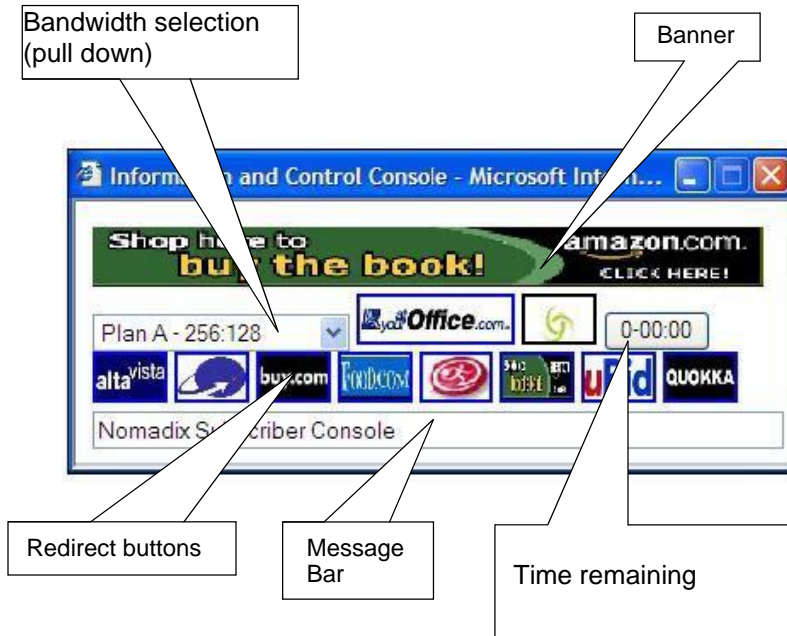 Bandwidth selection
(pull down)
Banner
Information and Control Console - Microsoft Intern...
Shop here to
buy the book!
amazon.com.
CLICK HERE!
Plan A - 256:128
Office.com.
0-00:00
altavista
buy.com
FOOD.COM
uBid
QUOKKA
Nomadix Subscriber Console
Redirect buttons
Message
Bar
Time remaining